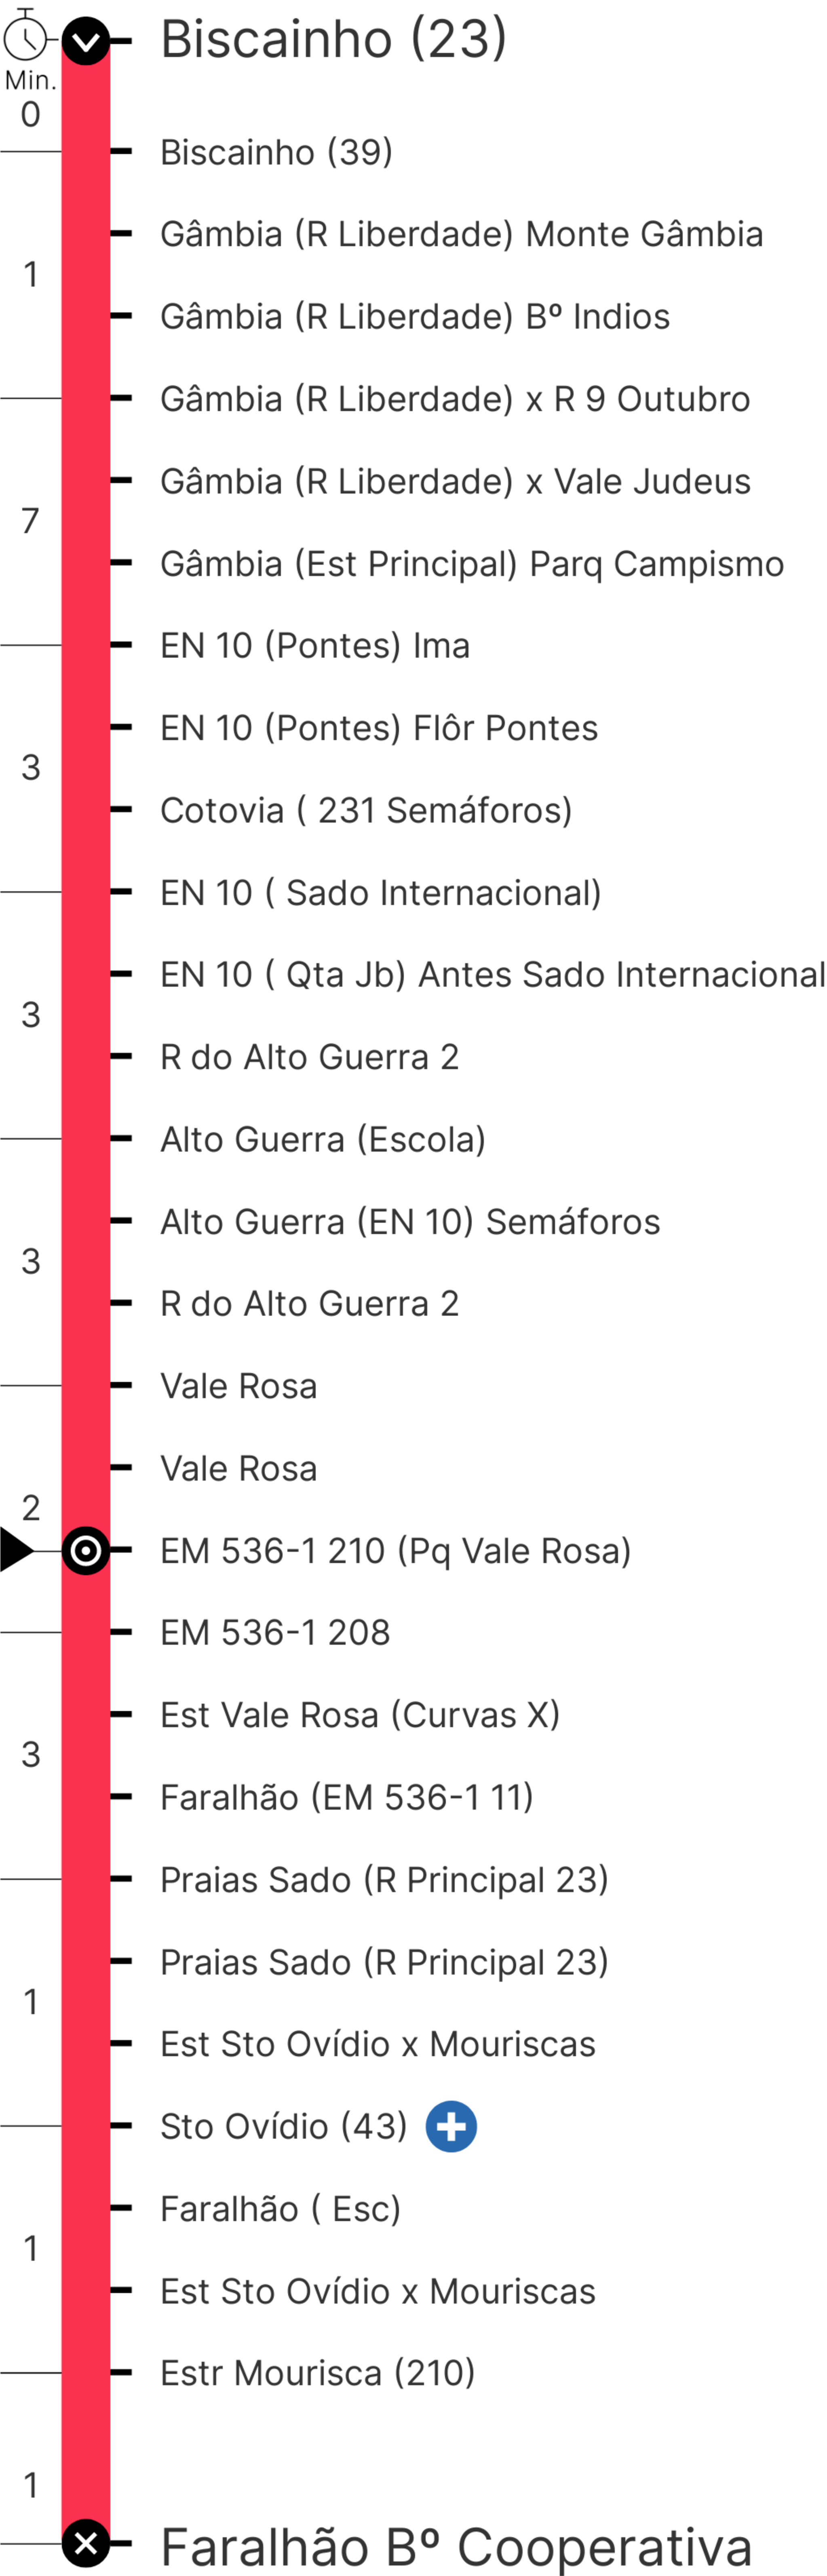 Biscainho (23)
Min.
0
Biscainho (39)
Gâmbia (R Liberdade) Monte Gâmbia
1
Gâmbia (R Liberdade) Bº Indios
Gâmbia (R Liberdade) x R 9 Outubro
Gâmbia (R Liberdade) x Vale Judeus
7
Gâmbia (Est Principal) Parq Campismo
EN 10 (Pontes) Ima
EN 10 (Pontes) Flôr Pontes
3
Cotovia ( 231 Semáforos)
EN 10 ( Sado Internacional)
EN 10 ( Qta Jb) Antes Sado Internacional
3
R do Alto Guerra 2
Alto Guerra (Escola)
Alto Guerra (EN 10) Semáforos
3
R do Alto Guerra 2
Vale Rosa
Vale Rosa
2
EM 536-1 210 (Pq Vale Rosa)
EM 536-1 208
Est Vale Rosa (Curvas X)
3
Faralhão (EM 536-1 11)
Praias Sado (R Principal 23)
Praias Sado (R Principal 23)
1
Est Sto Ovídio x Mouriscas
Sto Ovídio (43)
Faralhão ( Esc)
1
Est Sto Ovídio x Mouriscas
Estr Mourisca (210)
1
Faralhão Bº Cooperativa